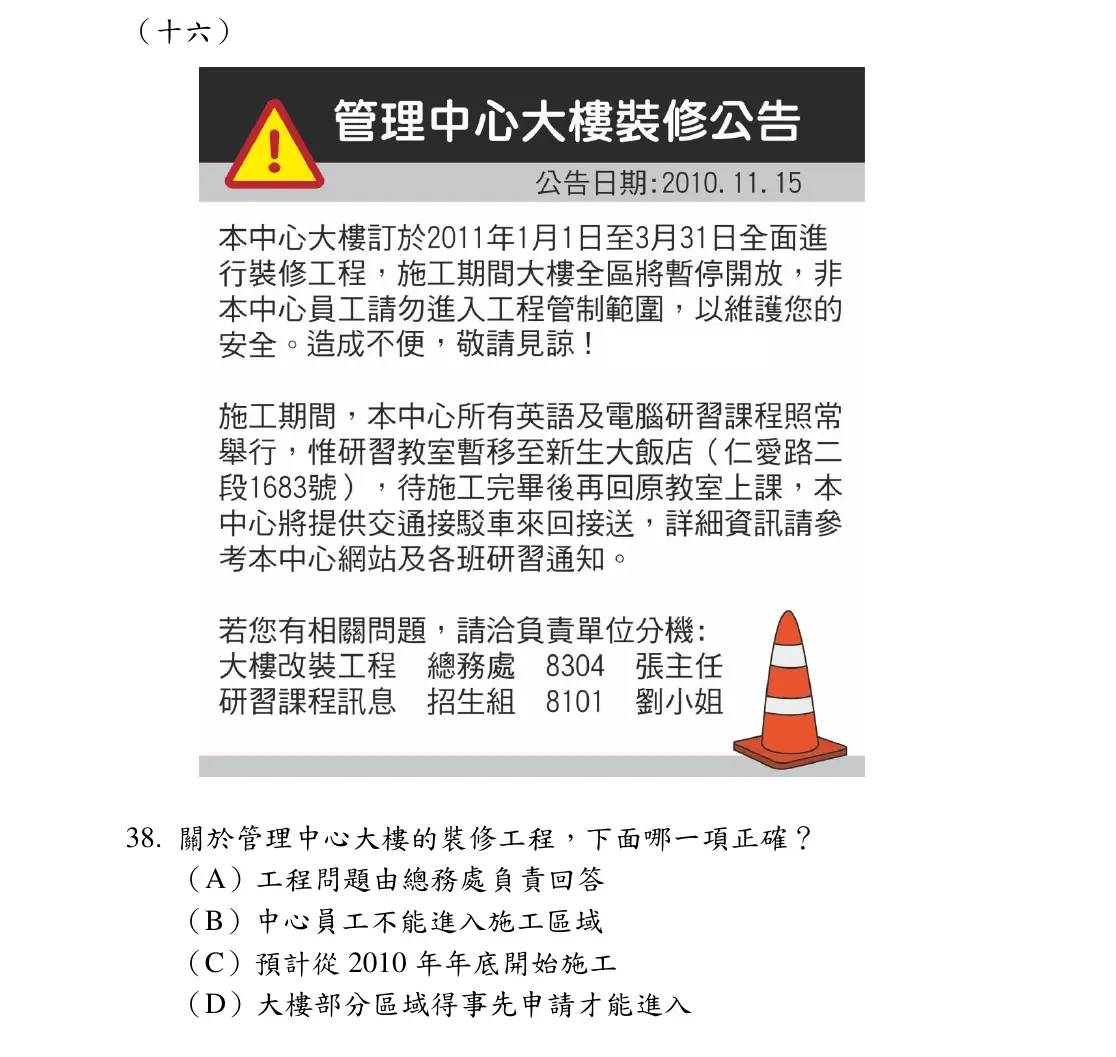 （十六）
管理中心大樓裝修公告
公告日期:2010.11.15
本中心大樓訂於2011年1月1日至3月31日全面進
行裝修工程，施工期間大樓全區將暫停開放，非
本中心員工請勿進入工程管制範圍，以維護您的
安全。造成不便，敬請見諒！
施工期間，本中心所有英語及電腦研習課程照常
舉行，惟研習教室暫移至新生大飯店（仁愛路二
段1683號），待施工完畢後再回原教室上課，本
中心將提供交通接駁車來回接送，詳細資訊請參
考本中心網站及各班研習通知。
若您有相關問題，請洽負責單位分機:
大樓改裝工程　總務處　8304　張主任
研習課程訊息　招生組　8101　劉小姐
38. 關於管理中心大樓的裝修工程，下面哪一項正確？
（A）工程問題由總務處負責回答
（B）中心員工不能進入施工區域
（C）預計從 2010 年年底開始施工
（D）大樓部分區域得事先申請才能進入